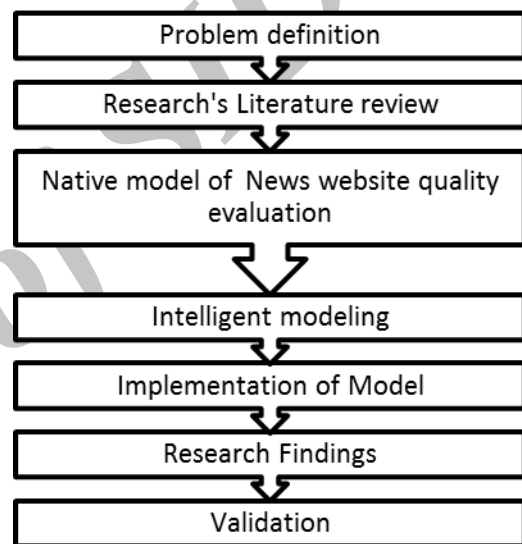 Problem definition
Research's Literature review
Native model of News website quality
evaluation
Intelligent modeling
Implementation of Model
Research Findings
Validation